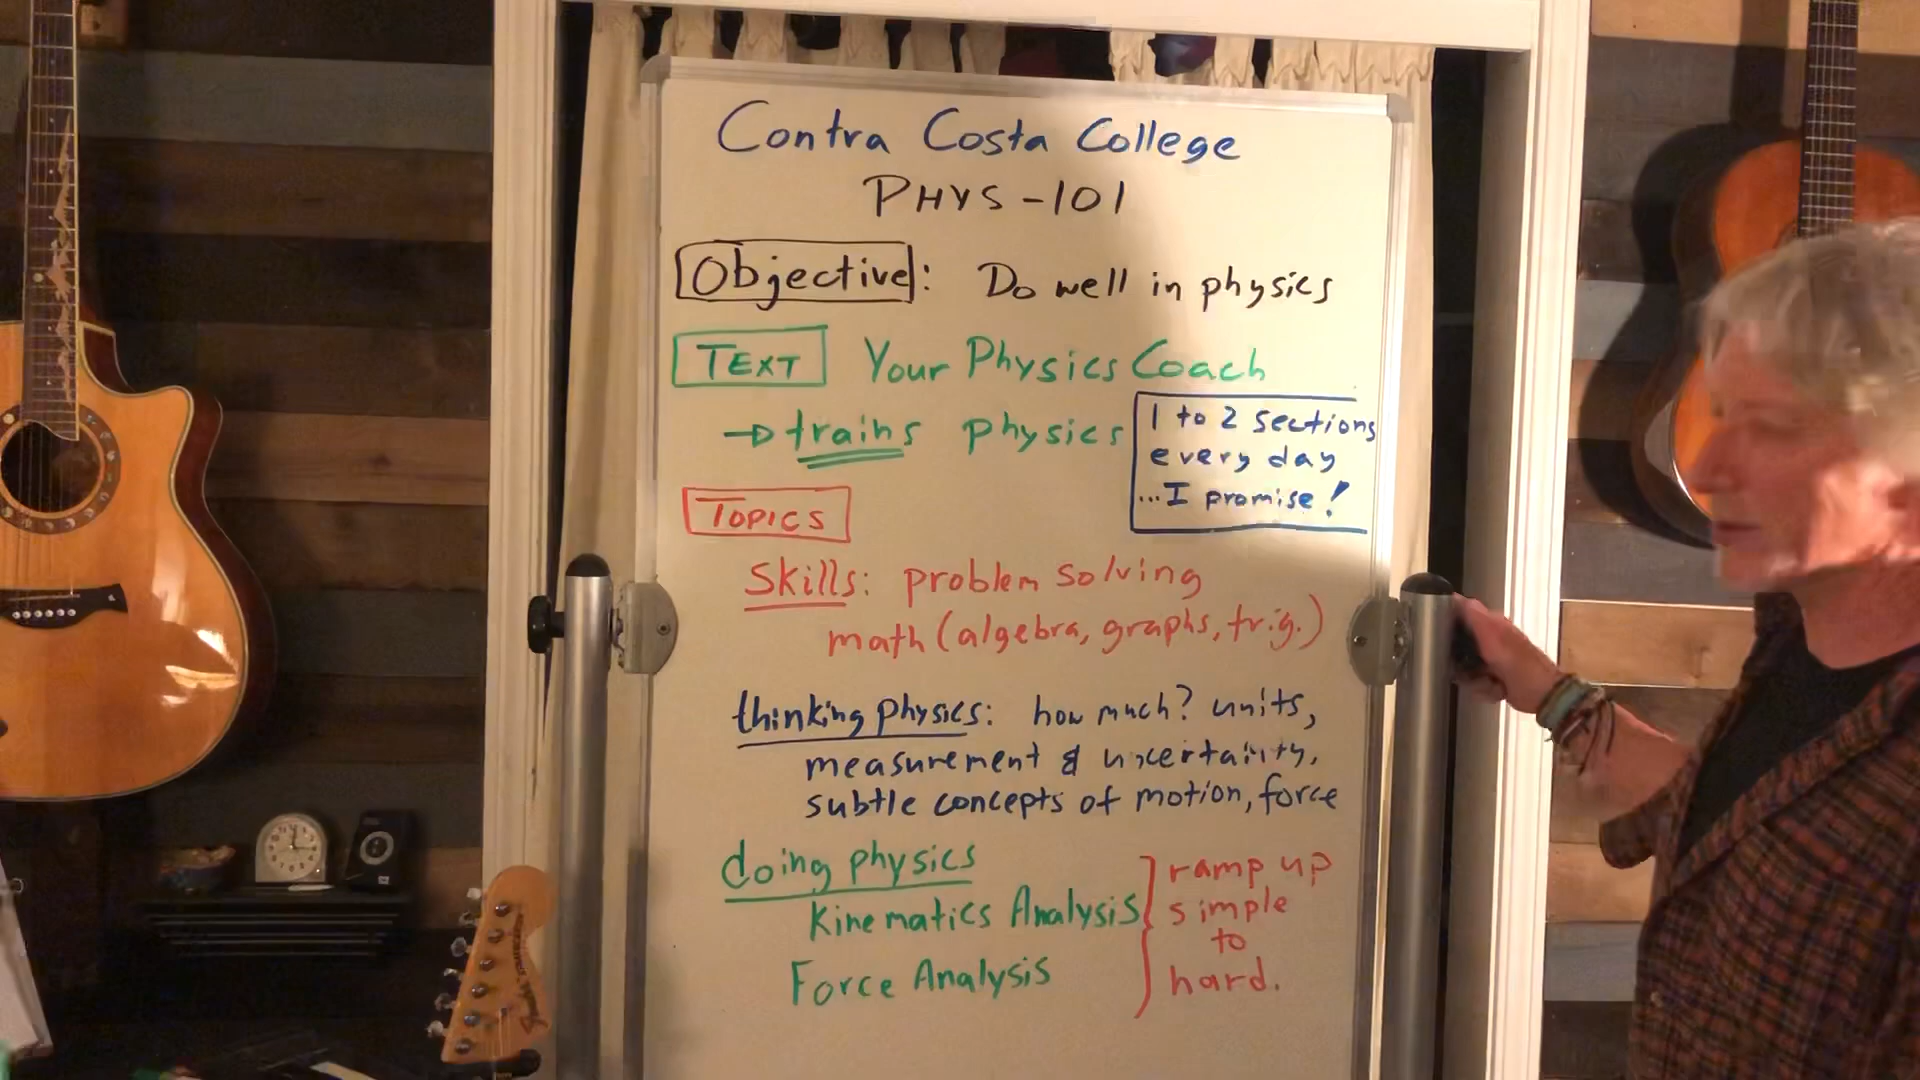 Contra Costa College
PHYS-101
Objective: Do well in physics
TEXT Your Physics Coach
→ trains physics
1 to 2 sections
every day
...I promise!
TOPICS
Skills: problem solving
math (algebra, graphs, trig.)
thinking physics: how much? units,
measurement & uncertainty,
subtle concepts of motion, force
doing physics
Kinematics Analysis
Force Analysis
ramp up
simple
to
hard.